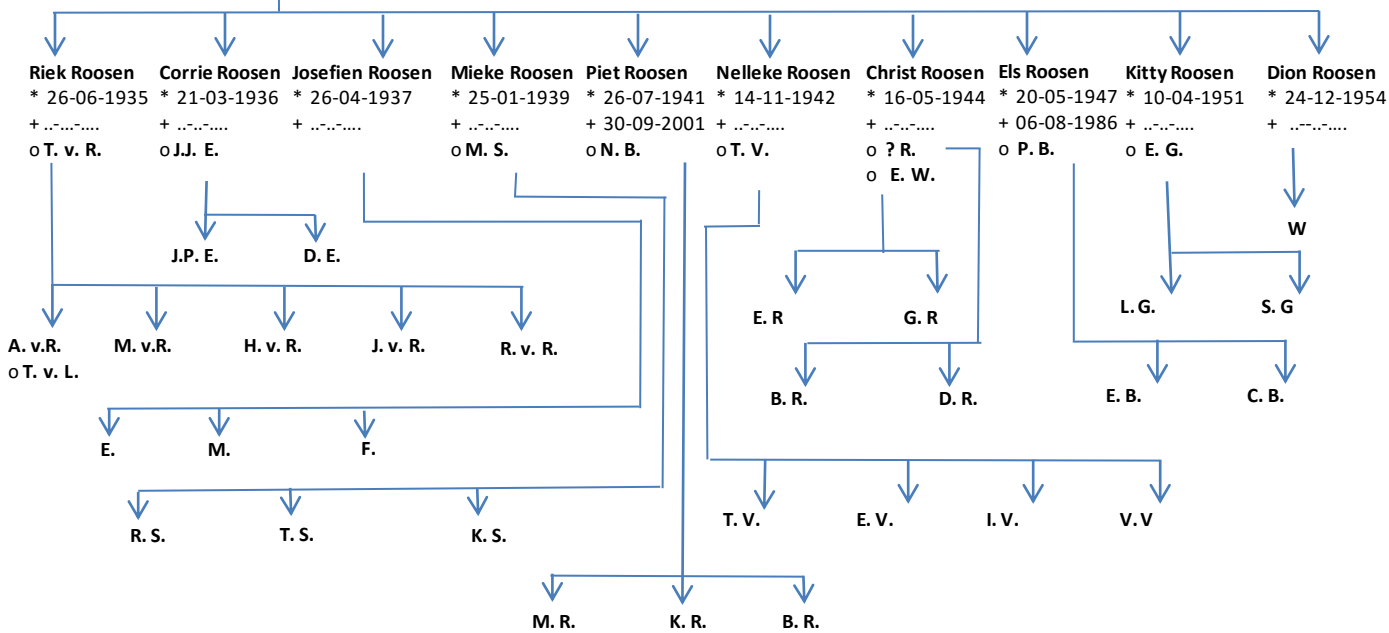 Riek Roosen
* 26-06-1935
+ ..-...-....
o T. v. R.
Corrie Roosen
* 21-03-1936
+ ..-..-....
o J.J. E.
Josefien Roosen
* 26-04-1937
+ ..-..-....
Mieke Roosen
* 25-01-1939
+ ..-..-....
o M. S.
Piet Roosen
* 26-07-1941
+ 30-09-2001
o N. B.
Nelleke Roosen
* 14-11-1942
+ ..-..-....
o T. V.
Christ Roosen
* 16-05-1944
+ ..-..-....
o ? R.
o E. W.
Els Roosen
* 20-05-1947
+ 06-08-1986
o P. B.
Kitty Roosen
* 10-04-1951
+ ..-..-....
o E. G.
Dion Roosen
* 24-12-1954
+ ..--..-....
W
J.P. E.
D. E.
E. R
G. R
L. G.
S. G
A. v.R.
o T. v. L.
M. v.R.
H. v. R.
J. v. R.
R. v. R.
B. R.
D. R.
E. B.
C. B.
E.
M.
F.
R. S.
T. S.
K. S.
T. V.
E. V.
I. V.
V. V
M. R.
K. R.
B. R.